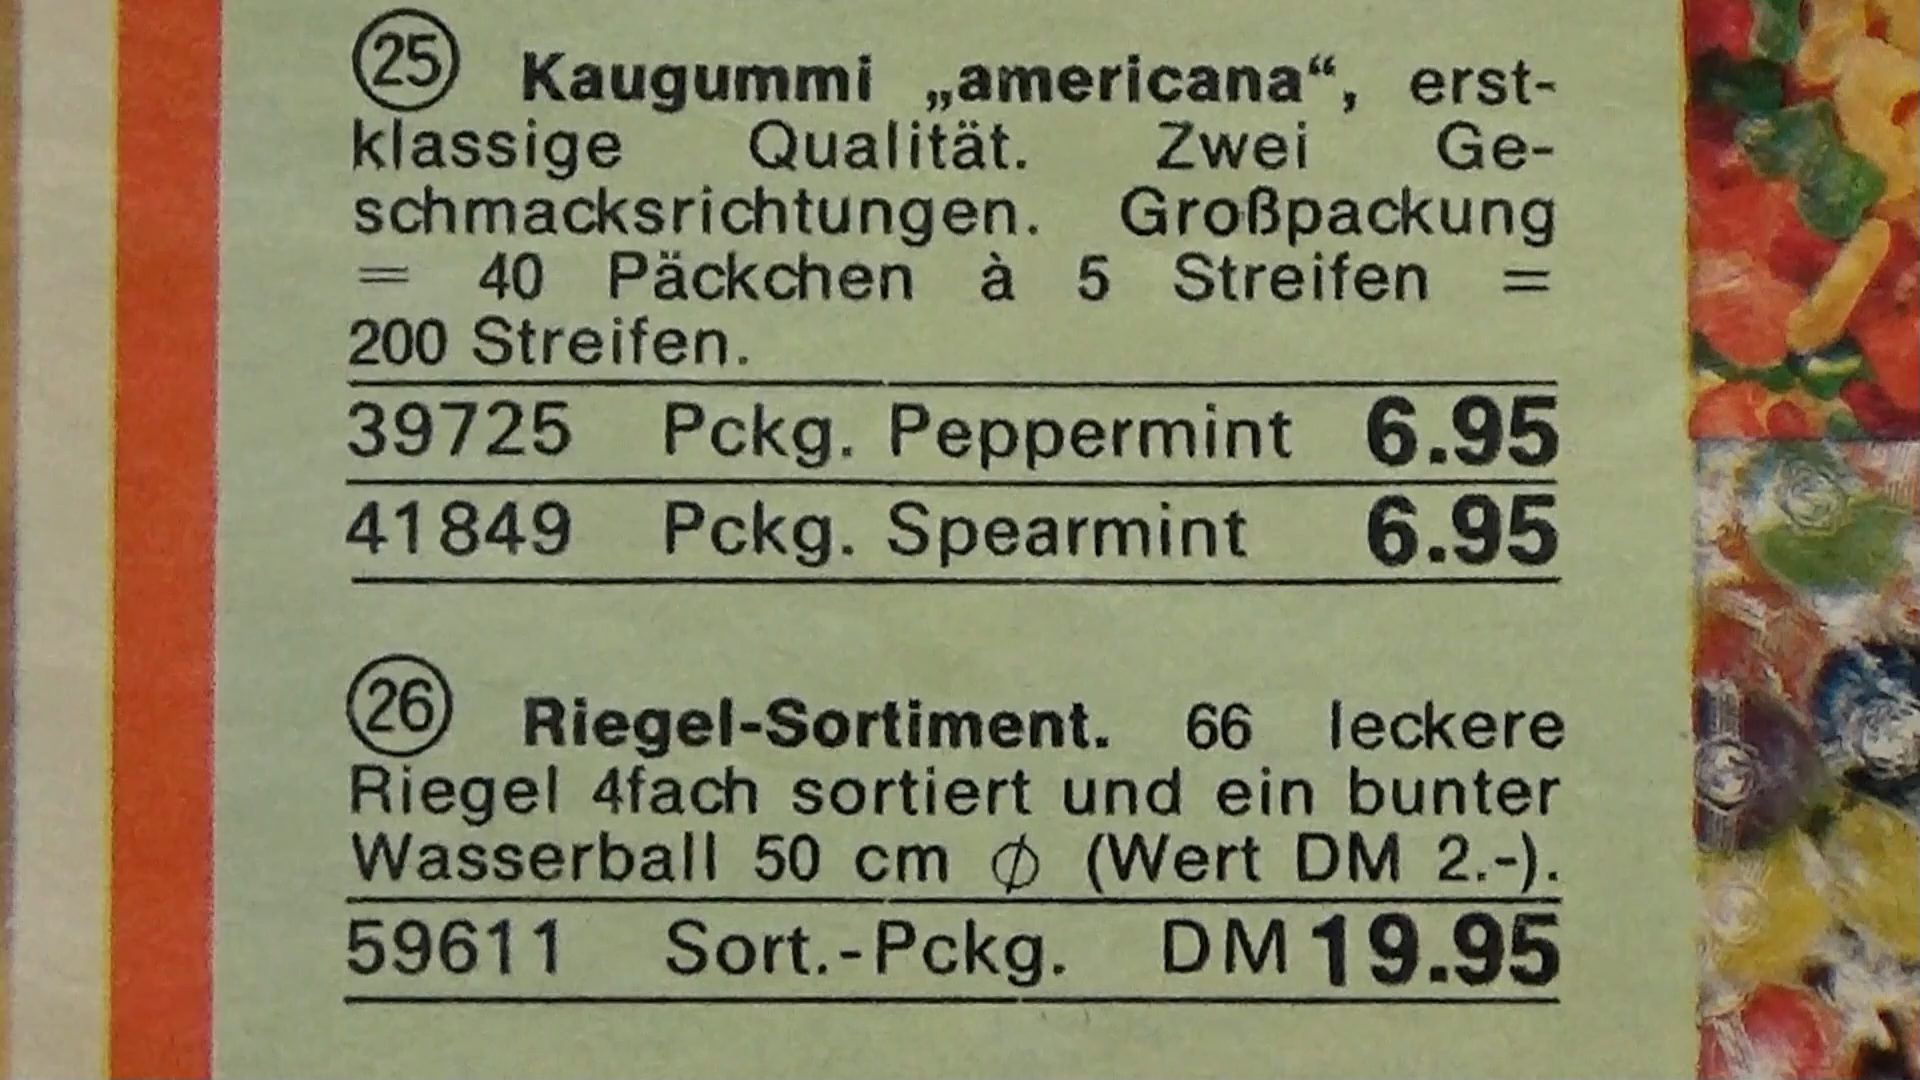 25 Kaugummi „americana“, erst-
klassige Qualität. Zwei Ge-
schmacksrichtungen. Großpackung
= 40 Päckchen à 5 Streifen =
200 Streifen.
39725 Pckg. Peppermint 6.95
41849 Pckg. Spearmint 6.95
26 Riegel-Sortiment. 66 leckere
Riegel 4fach sortiert und ein bunter
Wasserball 50 cm ∅ (Wert DM 2.-).
59611 Sort.-Pckg. DM 19.95